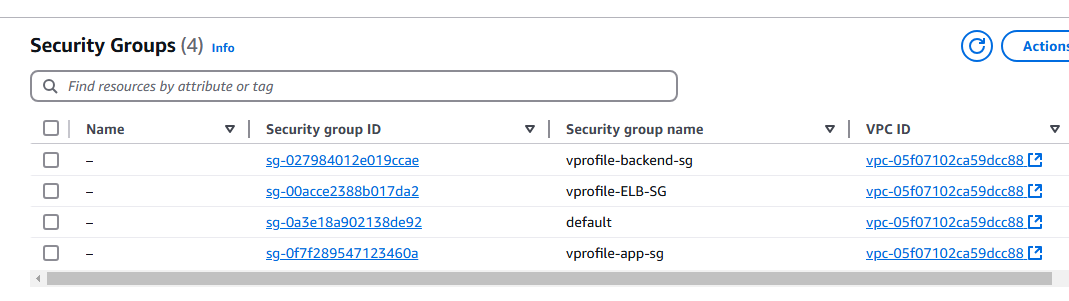 Security Groups (4) Info
Actions
Find resources by attribute or tag
Name Security group ID Security group name VPC ID
– sg-027984012e019ccae vprofile-backend-sg vpc-05f07102ca59dcc88
– sg-00acce2388b017da2 vprofile-ELB-SG vpc-05f07102ca59dcc88
– sg-0a3e18a902138de92 default vpc-05f07102ca59dcc88
– sg-0f7f289547123460a vprofile-app-sg vpc-05f07102ca59dcc88